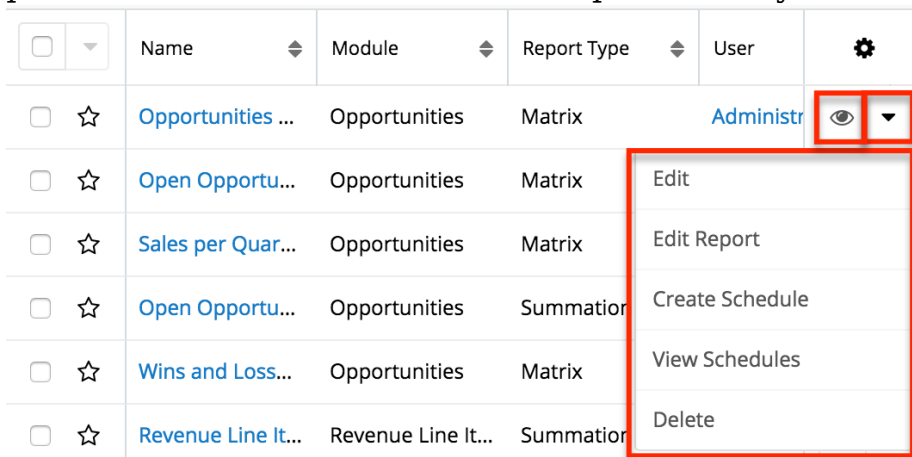 Name Module Report Type User
Opportunities ... Opportunities Matrix Administr
Open Opportu... Opportunities Matrix
Edit
Sales per Quar... Opportunities Matrix
Edit Report
Open Opportu... Opportunities Summation
Create Schedule
Wins and Loss... Opportunities Matrix
View Schedules
Revenue Line It... Revenue Line It... Summation
Delete